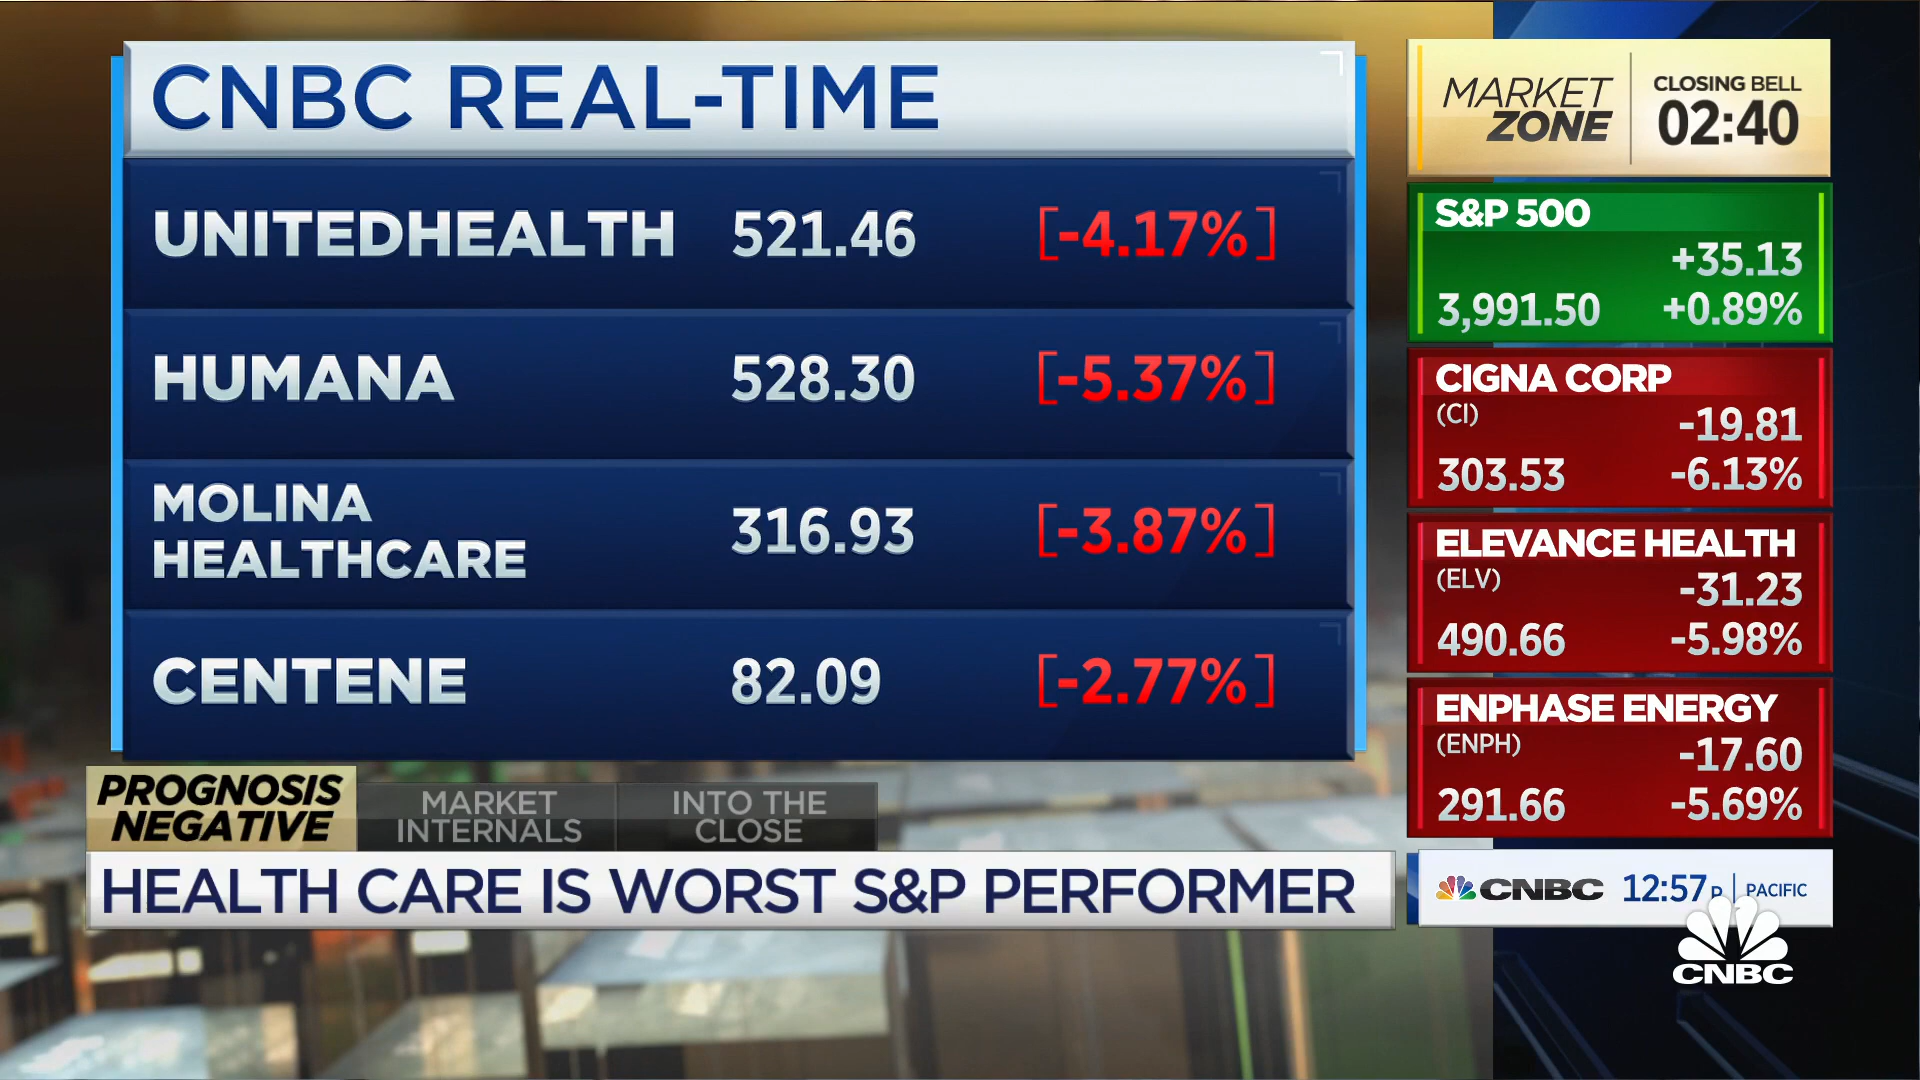 CNBC REAL-TIME
UNITEDHEALTH 521.46 [-4.17%]
HUMANA 528.30 [-5.37%]
MOLINA
HEALTHCARE 316.93 [-3.87%]
CENTENE 82.09 [-2.77%]
PROGNOSIS
NEGATIVE
MARKET
INTERNALS
INTO THE
CLOSE
HEALTH CARE IS WORST S&P PERFORMER
MARKET
ZONE
CLOSING BELL
02:40
S&P 500
+35.13
3,991.50 +0.89%
CIGNA CORP
(CI) -19.81
303.53 -6.13%
ELEVANCE HEALTH
(ELV) -31.23
490.66 -5.98%
ENPHASE ENERGY
(ENPH) -17.60
291.66 -5.69%
CNBC 12:57p PACIFIC
CNBC